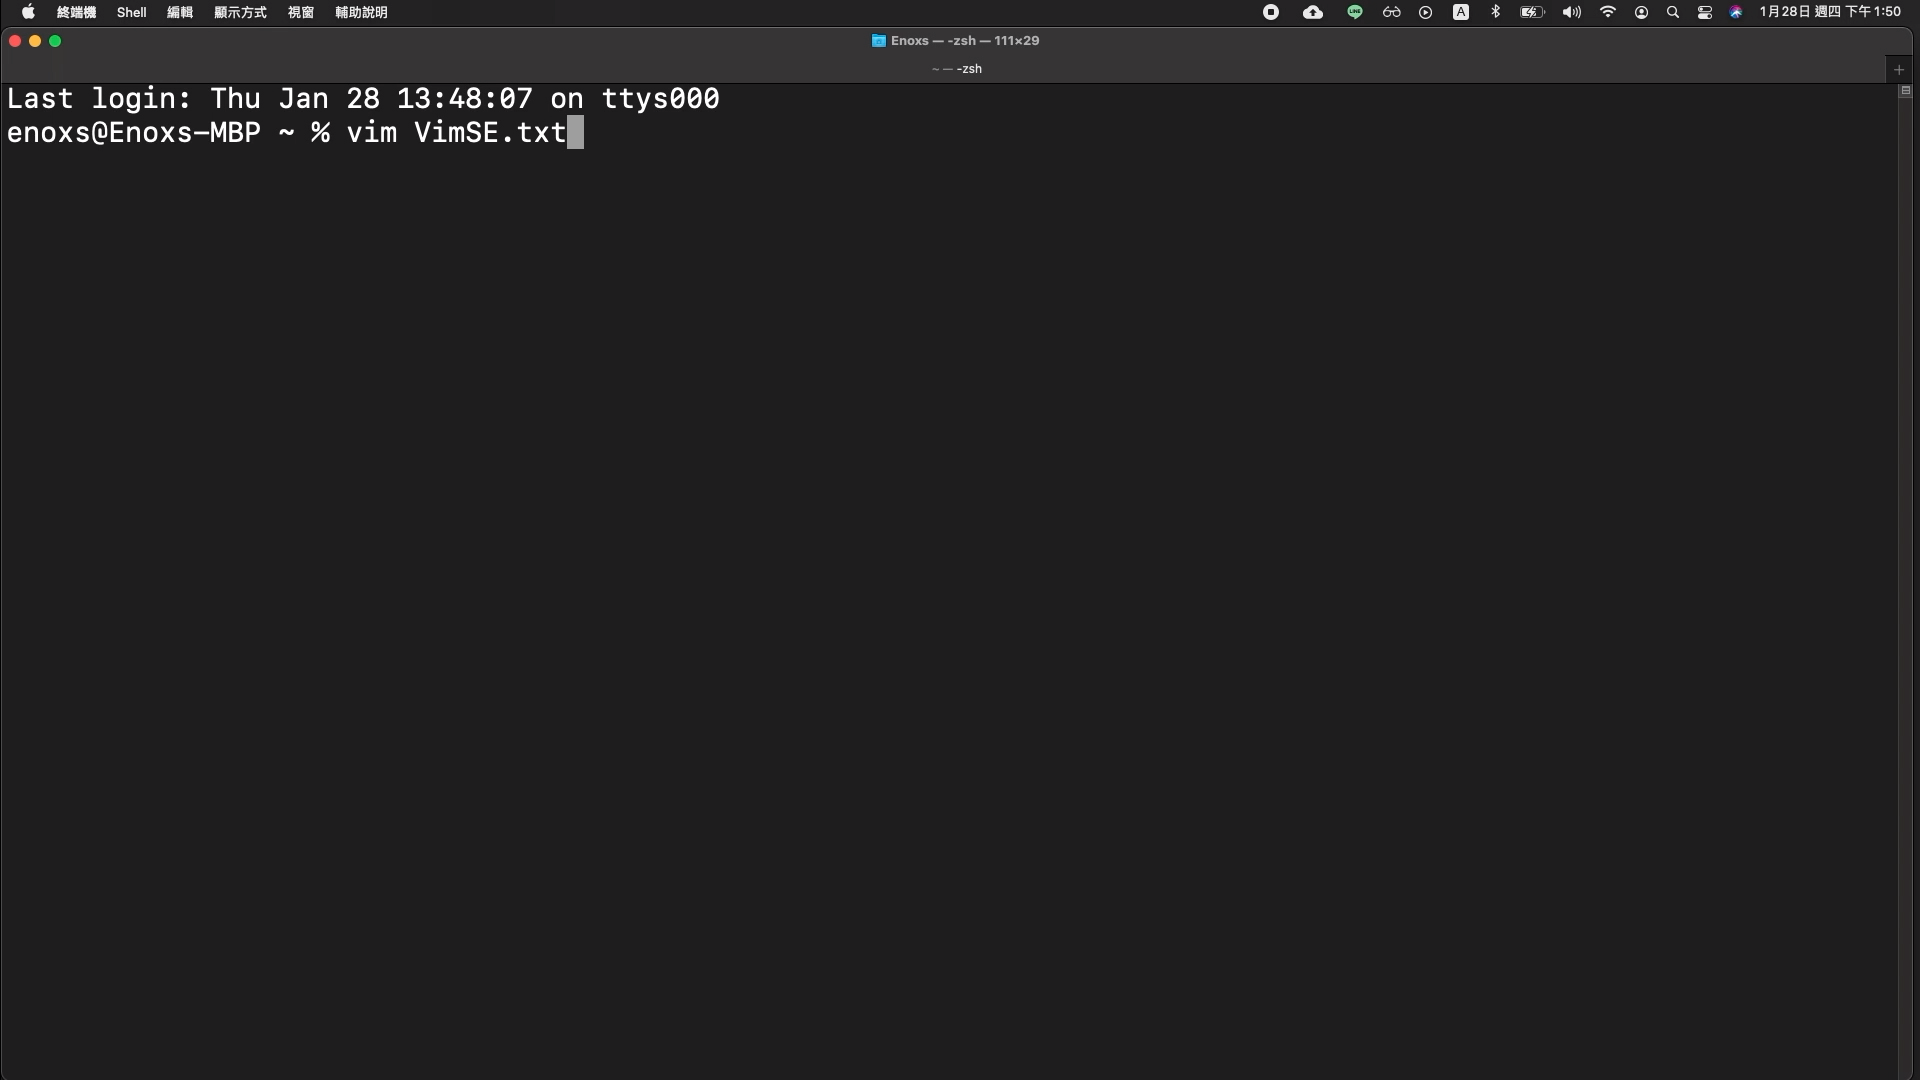 終端機 Shell 編輯 顯示方式 視窗 輔助說明 LINE A 1月28日 週四 下午1:50
Enoxs — -zsh — 111×29
~ — -zsh
Last login: Thu Jan 28 13:48:07 on ttys000
enoxs@Enoxs-MBP ~ % vim VimSE.txt